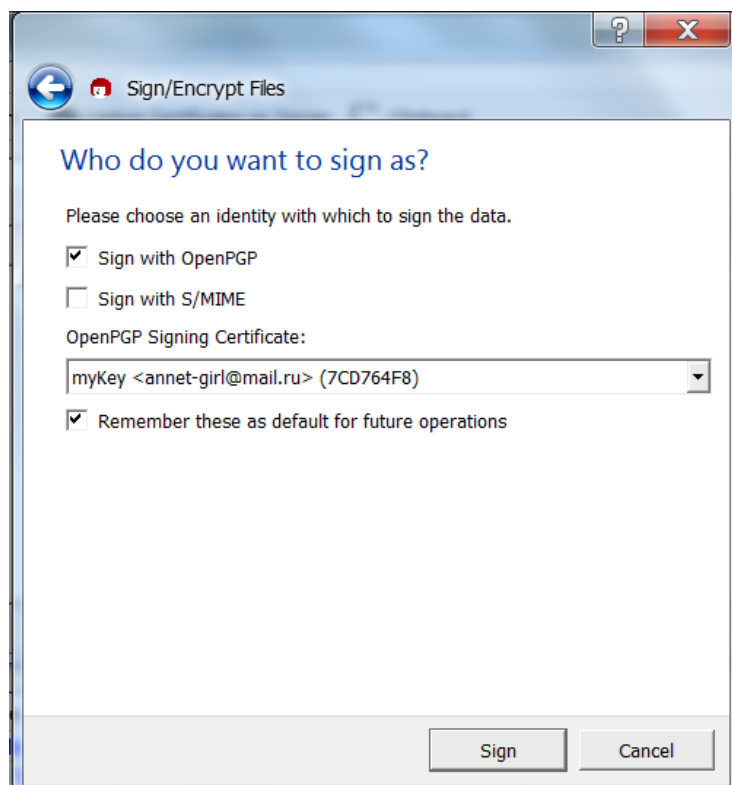 Sign/Encrypt Files
Who do you want to sign as?
Please choose an identity with which to sign the data.
Sign with OpenPGP
Sign with S/MIME
OpenPGP Signing Certificate:
myKey <annet-girl@mail.ru> (7CD764F8)
Remember these as default for future operations
Sign
Cancel